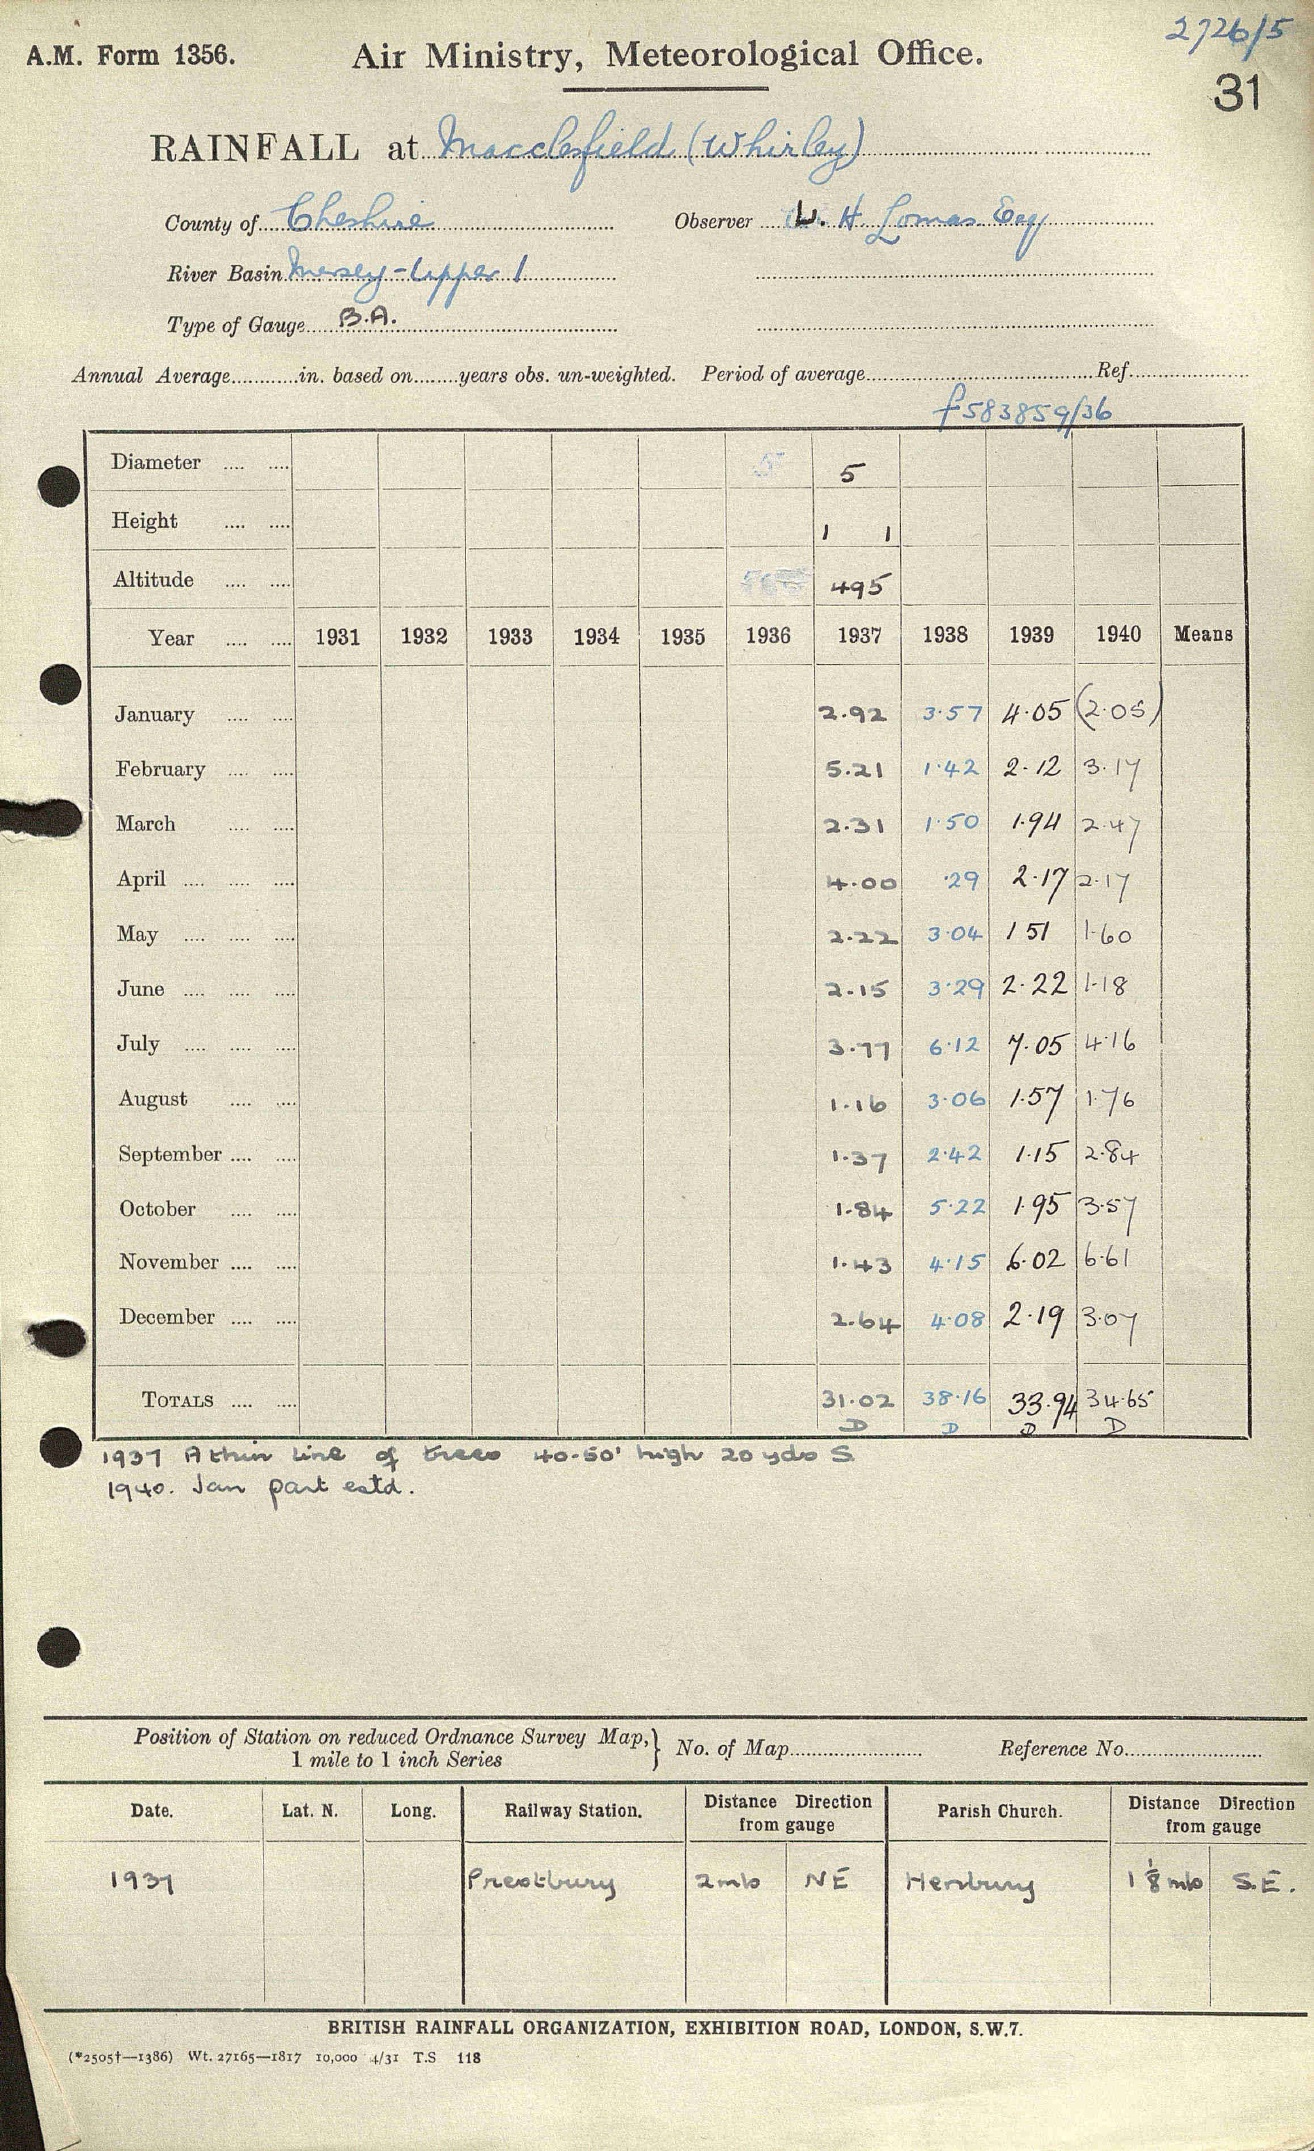 2726/5
A.M. Form 1356. Air Ministry, Meteorological Office.
31
RAINFALL at Macclesfield (Whirley)
County of Cheshire Observer W. H. Lomas. Esq
River Basin Mersey - Upper 1
Type of Gauge B.A.
Annual Average............in. based on........years obs. un-weighted. Period of average................Ref................
f583859/36
Diameter .... .... 5 5
Height .... .... 1 1
Altitude .... .... 495
Year .... .... 1931 1932 1933 1934 1935 1936 1937 1938 1939 1940 Means
January .... .... 2.92 3.57 4.05 (2.05)
February .... .... 5.21 1.42 2.12 3.17
March .... .... 2.31 1.50 1.94 2.47
April .... .... .... 4.00 .29 2.17 2.17
May .... .... .... 2.22 3.04 1 51 1.60
June .... .... .... 2.15 3.29 2.22 1.18
July .... .... .... 3.77 6.12 7.05 4.16
August .... .... 1.16 3.06 1.57 1.76
September .... .... 1.37 2.42 1.15 2.84
October .... .... 1.84 5.22 1.95 3.57
November .... .... 1.43 4.15 6.02 6.61
December .... .... 2.64 4.08 2.19 3.07
TOTALS .... .... 31.02 38.16 33.94 34.65
D D D D
1937 A thin line of trees 40-50' high 20 yds S
1940. Jan part estd.
Position of Station on reduced Ordnance Survey Map,} No. of Map................ Reference No................
1 mile to 1 inch Series
Date. Lat. N. Long. Railway Station. Distance Direction Parish Church. Distance Direction
from gauge from gauge
1937 Prestbury 2 mls NE Henbury 1 1/8 mls S.E.
BRITISH RAINFALL ORGANIZATION, EXHIBITION ROAD, LONDON, S.W.7.
(*2505†—1386) Wt. 27165—1817 10,000 4/31 T.S 118